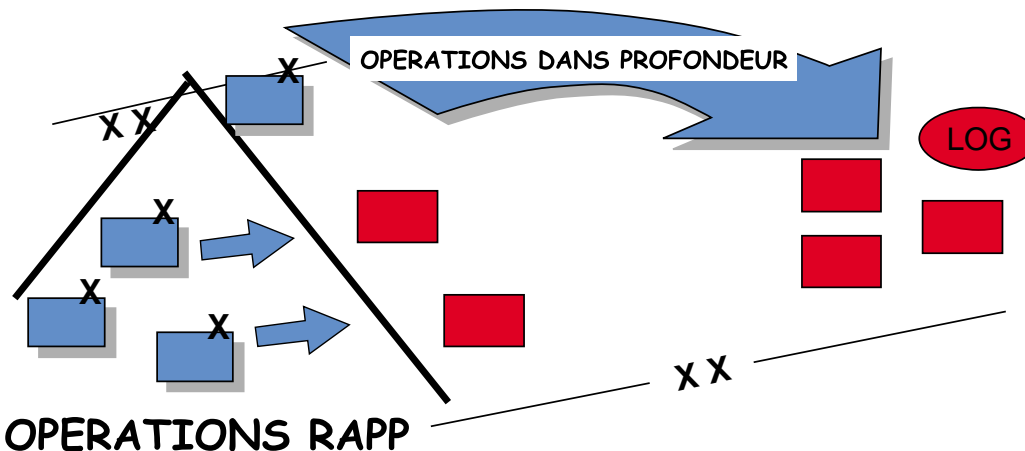 OPERATIONS DANS PROFONDEUR
X
X X
LOG
X
X
X
X X
OPERATIONS RAPP